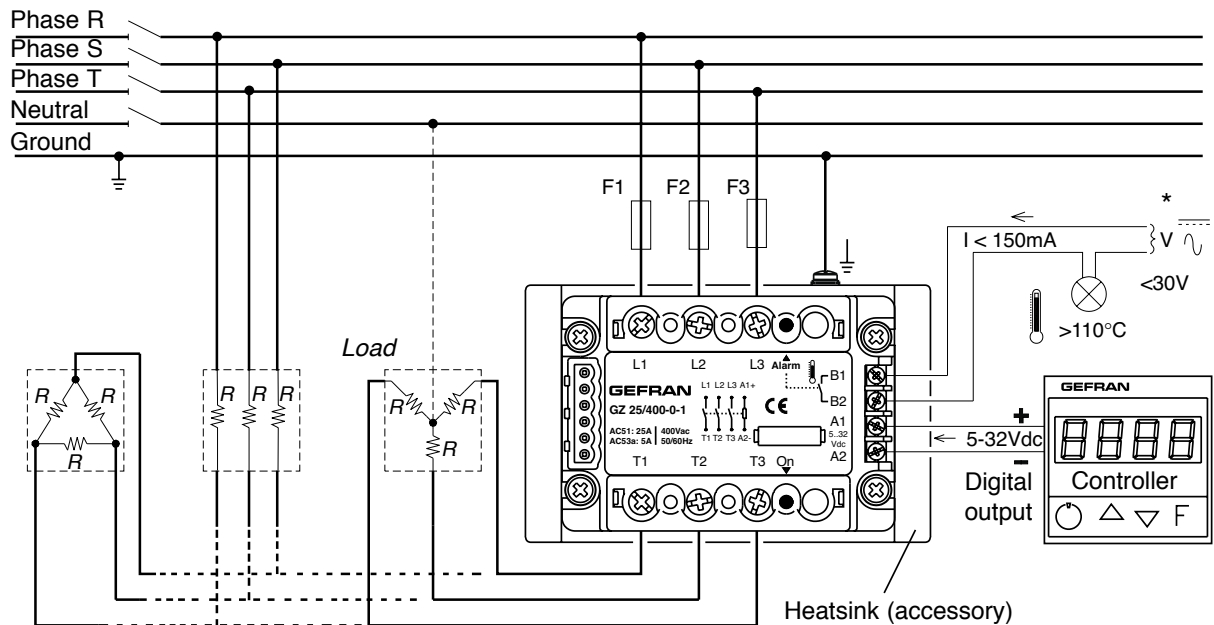 Phase R
Phase S
Phase T
Neutral
Ground
F1 F2 F3
*
I < 150mA
V
<30V
>110°C
Load
R R R
R
R R R
R R
R
L1 L2 L3 Alarm B1
GEFRAN
L1 L2 L3 A1+
B2
GZ 25/400-0-1
CE
A1
AC51: 25A 400Vac
AC53a: 5A 50/60Hz
T1 T2 T3 A2-
5..32
Vdc
A2
T1 T2 T3 On
GEFRAN
+
5-32Vdc
-
8888
Digital
output
Controller
F
Heatsink (accessory)